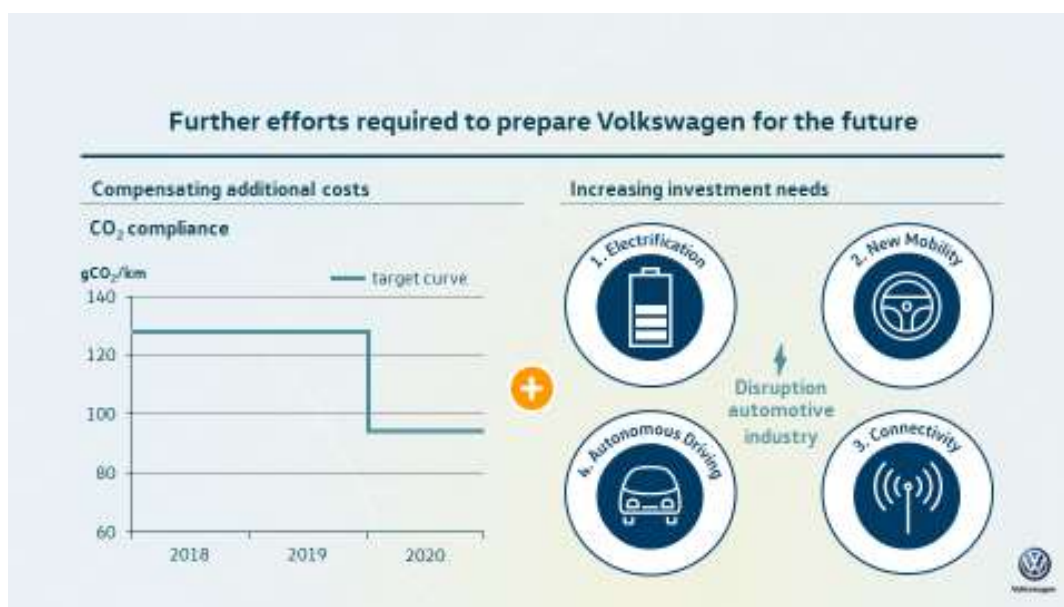 Further efforts required to prepare Volkswagen for the future
Compensating additional costs
CO₂ compliance
gCO₂/km
target curve
140
120
100
80
60
2018 2019 2020
Increasing investment needs
1. Electrification
2. New Mobility
Disruption
automotive
industry
4. Autonomous Driving
3. Connectivity
Volkswagen